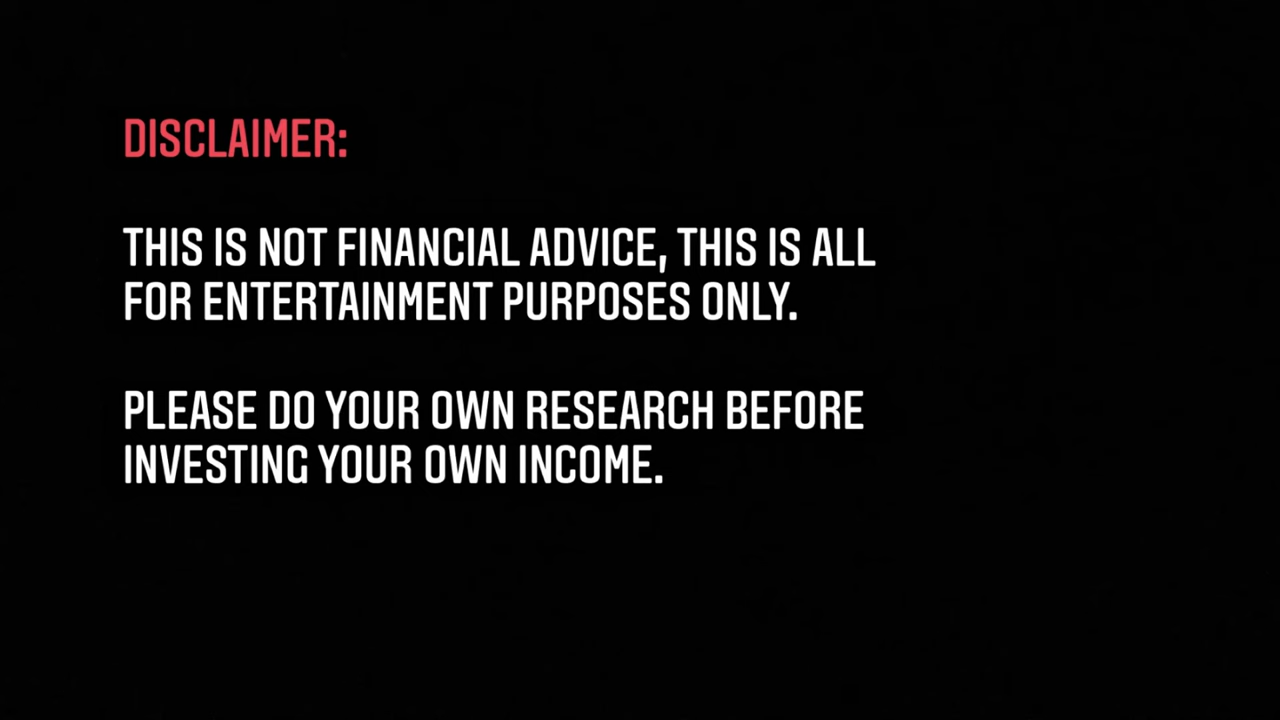 DISCLAIMER:
THIS IS NOT FINANCIAL ADVICE, THIS IS ALL
FOR ENTERTAINMENT PURPOSES ONLY.
PLEASE DO YOUR OWN RESEARCH BEFORE
INVESTING YOUR OWN INCOME.